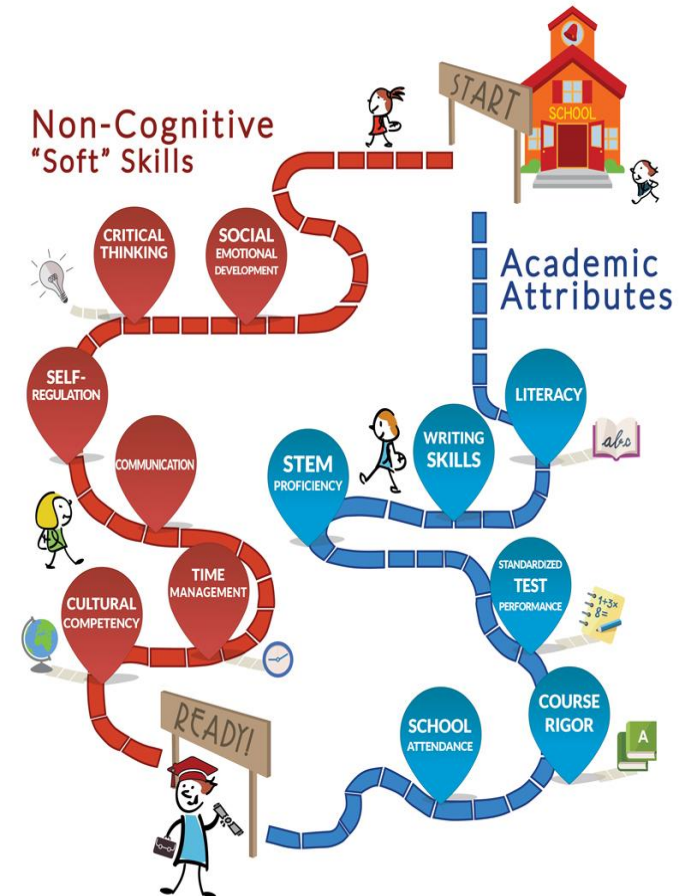 START
SCHOOL
Non-Cognitive
“Soft” Skills
CRITICAL
THINKING
SOCIAL
EMOTIONAL
DEVELOPMENT
SELF-
REGULATION
COMMUNICATION
TIME
MANAGEMENT
CULTURAL
COMPETENCY
Academic
Attributes
LITERACY
abc
WRITING
SKILLS
STEM
PROFICIENCY
STANDARDIZED
TEST
PERFORMANCE
1+3x
8=
COURSE
RIGOR
A
SCHOOL
ATTENDANCE
READY!